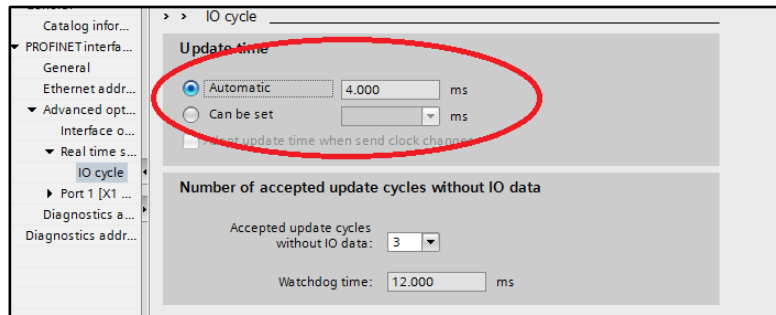 General
Catalog infor...
PROFINET interfa...
General
Ethernet addr...
Advanced opt...
Interface o...
Real time s...
IO cycle
Port 1 [X1 ...
Diagnostics a...
Diagnostics addr...
> > IO cycle
Update time
Automatic 4.000 ms
Can be set ms
Adapt update time when send clock changes
Number of accepted update cycles without IO data
Accepted update cycles
without IO data: 3
Watchdog time: 12.000 ms